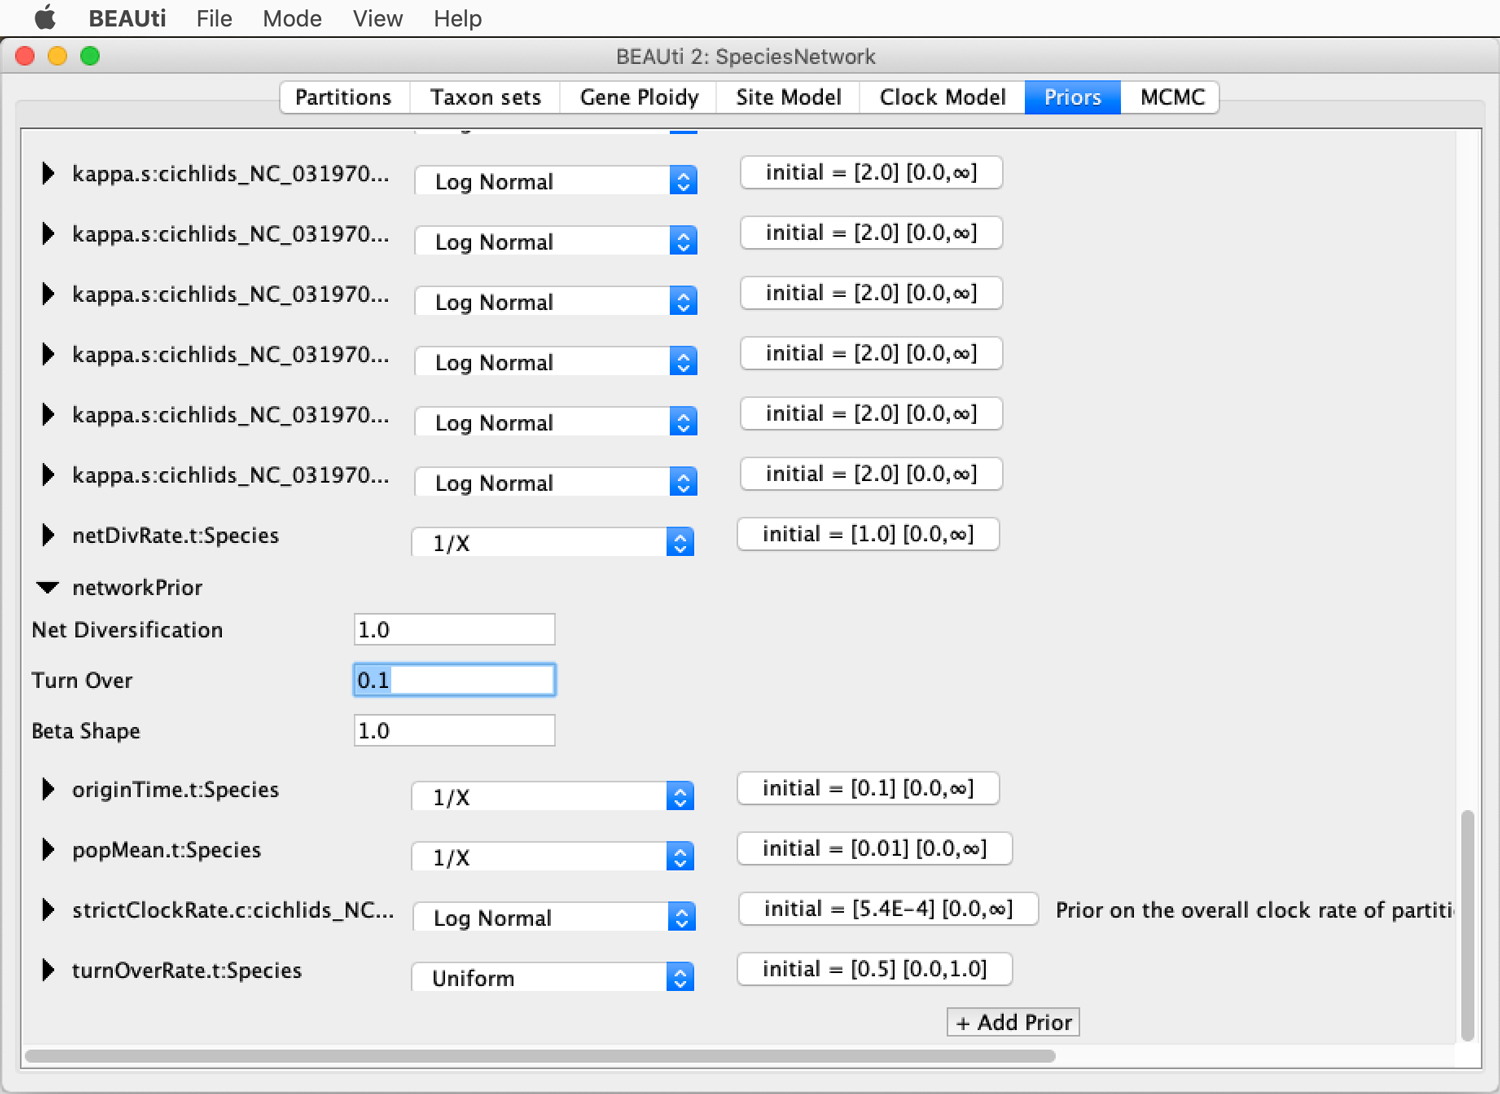 BEAUti File Mode View Help
BEAUti 2: SpeciesNetwork
Partitions Taxon sets Gene Ploidy Site Model Clock Model Priors MCMC
kappa.s:cichlids_NC_031970... Log Normal initial = [2.0] [0.0,∞]
kappa.s:cichlids_NC_031970... Log Normal initial = [2.0] [0.0,∞]
kappa.s:cichlids_NC_031970... Log Normal initial = [2.0] [0.0,∞]
kappa.s:cichlids_NC_031970... Log Normal initial = [2.0] [0.0,∞]
kappa.s:cichlids_NC_031970... Log Normal initial = [2.0] [0.0,∞]
kappa.s:cichlids_NC_031970... Log Normal initial = [2.0] [0.0,∞]
netDivRate.t:Species 1/X initial = [1.0] [0.0,∞]
networkPrior
Net Diversification 1.0
Turn Over 0.1
Beta Shape 1.0
originTime.t:Species 1/X initial = [0.1] [0.0,∞]
popMean.t:Species 1/X initial = [0.01] [0.0,∞]
strictClockRate.c:cichlids_NC... Log Normal initial = [5.4E-4] [0.0,∞] Prior on the overall clock rate of partiti
turnOverRate.t:Species Uniform initial = [0.5] [0.0,1.0]
+ Add Prior